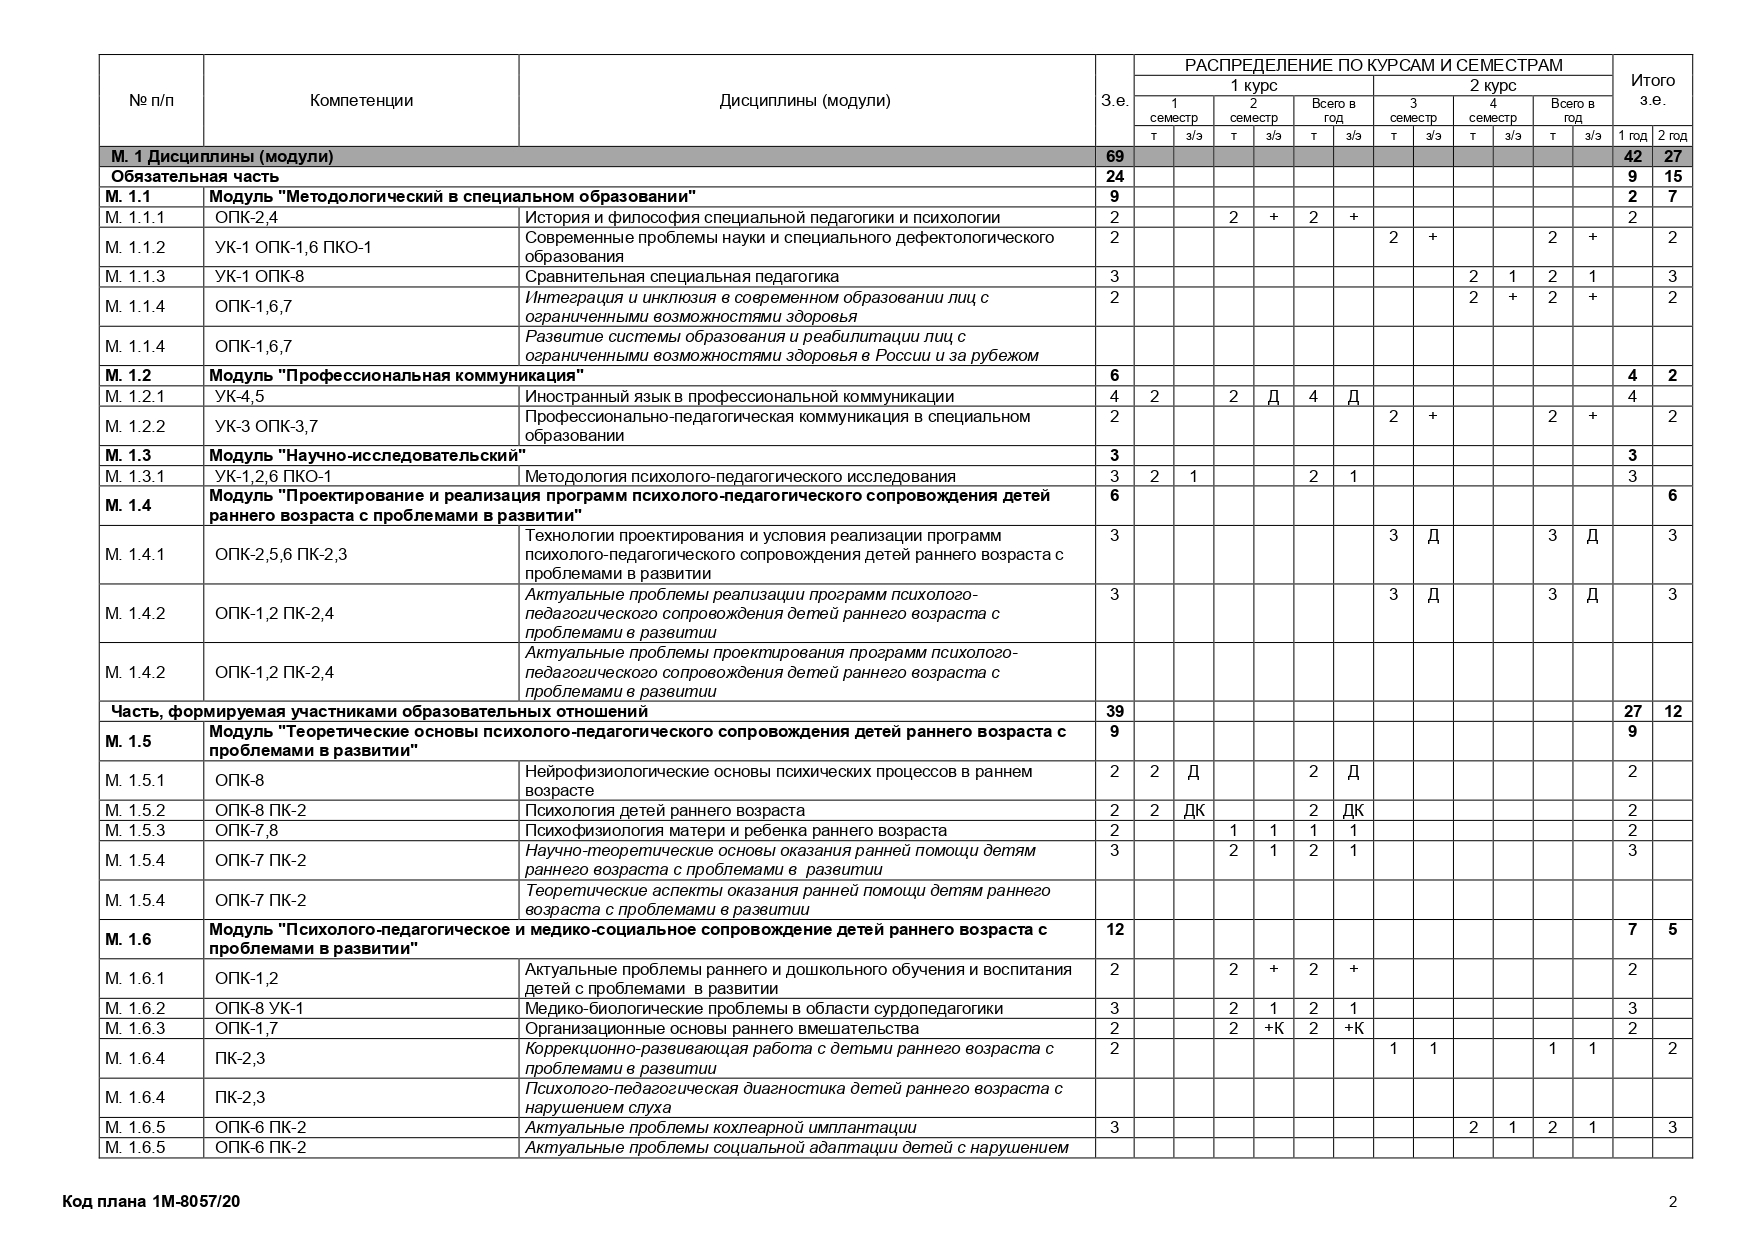 № п/п Компетенции Дисциплины (модули) З.е. РАСПРЕДЕЛЕНИЕ ПО КУРСАМ И СЕМЕСТРАМ Итого з.е.
1 курс 2 курс
1 семестр 2 семестр Всего в год 3 семестр 4 семестр Всего в год
т з/э т з/э т з/э т з/э т з/э т з/э 1 год 2 год
М. 1 Дисциплины (модули) 69 42 27
Обязательная часть 24 9 15
М. 1.1 Модуль "Методологический в специальном образовании" 9 2 7
М. 1.1.1 ОПК-2,4 История и философия специальной педагогики и психологии 2 2 + 2 + 2
М. 1.1.2 УК-1 ОПК-1,6 ПКО-1 Современные проблемы науки и специального дефектологического 2 2 + 2 + 2
образования
М. 1.1.3 УК-1 ОПК-8 Сравнительная специальная педагогика 3 2 1 2 1 3
М. 1.1.4 ОПК-1,6,7 Интеграция и инклюзия в современном образовании лиц с 2 2 + 2 + 2
ограниченными возможностями здоровья
М. 1.1.4 ОПК-1,6,7 Развитие системы образования и реабилитации лиц с
ограниченными возможностями здоровья в России и за рубежом
М. 1.2 Модуль "Профессиональная коммуникация" 6 4 2
М. 1.2.1 УК-4,5 Иностранный язык в профессиональной коммуникации 4 2 2 Д 4 Д 4
М. 1.2.2 УК-3 ОПК-3,7 Профессионально-педагогическая коммуникация в специальном 2 2 + 2 + 2
образовании
М. 1.3 Модуль "Научно-исследовательский" 3 3
М. 1.3.1 УК-1,2,6 ПКО-1 Методология психолого-педагогического исследования 3 2 1 2 1 3
М. 1.4 Модуль "Проектирование и реализация программ психолого-педагогического сопровождения детей 6 6
раннего возраста с проблемами в развитии"
М. 1.4.1 ОПК-2,5,6 ПК-2,3 Технологии проектирования и условия реализации программ 3 3 Д 3 Д 3
психолого-педагогического сопровождения детей раннего возраста с
проблемами в развитии
М. 1.4.2 ОПК-1,2 ПК-2,4 Актуальные проблемы реализации программ психолого- 3 3 Д 3 Д 3
педагогического сопровождения детей раннего возраста с
проблемами в развитии
М. 1.4.2 ОПК-1,2 ПК-2,4 Актуальные проблемы проектирования программ психолого-
педагогического сопровождения детей раннего возраста с
проблемами в развитии
Часть, формируемая участниками образовательных отношений 39 27 12
М. 1.5 Модуль "Теоретические основы психолого-педагогического сопровождения детей раннего возраста с 9 9
проблемами в развитии"
М. 1.5.1 ОПК-8 Нейрофизиологические основы психических процессов в раннем 2 2 Д 2 Д 2
возрасте
М. 1.5.2 ОПК-8 ПК-2 Психология детей раннего возраста 2 2 ДК 2 ДК 2
М. 1.5.3 ОПК-7,8 Психофизиология матери и ребенка раннего возраста 2 1 1 1 1 2
М. 1.5.4 ОПК-7 ПК-2 Научно-теоретические основы оказания ранней помощи детям 3 2 1 2 1 3
раннего возраста с проблемами в развитии
М. 1.5.4 ОПК-7 ПК-2 Теоретические аспекты оказания ранней помощи детям раннего
возраста с проблемами в развитии
М. 1.6 Модуль "Психолого-педагогическое и медико-социальное сопровождение детей раннего возраста с 12 7 5
проблемами в развитии"
М. 1.6.1 ОПК-1,2 Актуальные проблемы раннего и дошкольного обучения и воспитания 2 2 + 2 + 2
детей с проблемами в развитии
М. 1.6.2 ОПК-8 УК-1 Медико-биологические проблемы в области сурдопедагогики 3 2 1 2 1 3
М. 1.6.3 ОПК-1,7 Организационные основы раннего вмешательства 2 2 +К 2 +К 2
М. 1.6.4 ПК-2,3 Коррекционно-развивающая работа с детьми раннего возраста с 2 1 1 1 1 2
проблемами в развитии
М. 1.6.4 ПК-2,3 Психолого-педагогическая диагностика детей раннего возраста с
нарушением слуха
М. 1.6.5 ОПК-6 ПК-2 Актуальные проблемы кохлеарной имплантации 3 2 1 2 1 3
М. 1.6.5 ОПК-6 ПК-2 Актуальные проблемы социальной адаптации детей с нарушением
Код плана 1М-8057/20 2